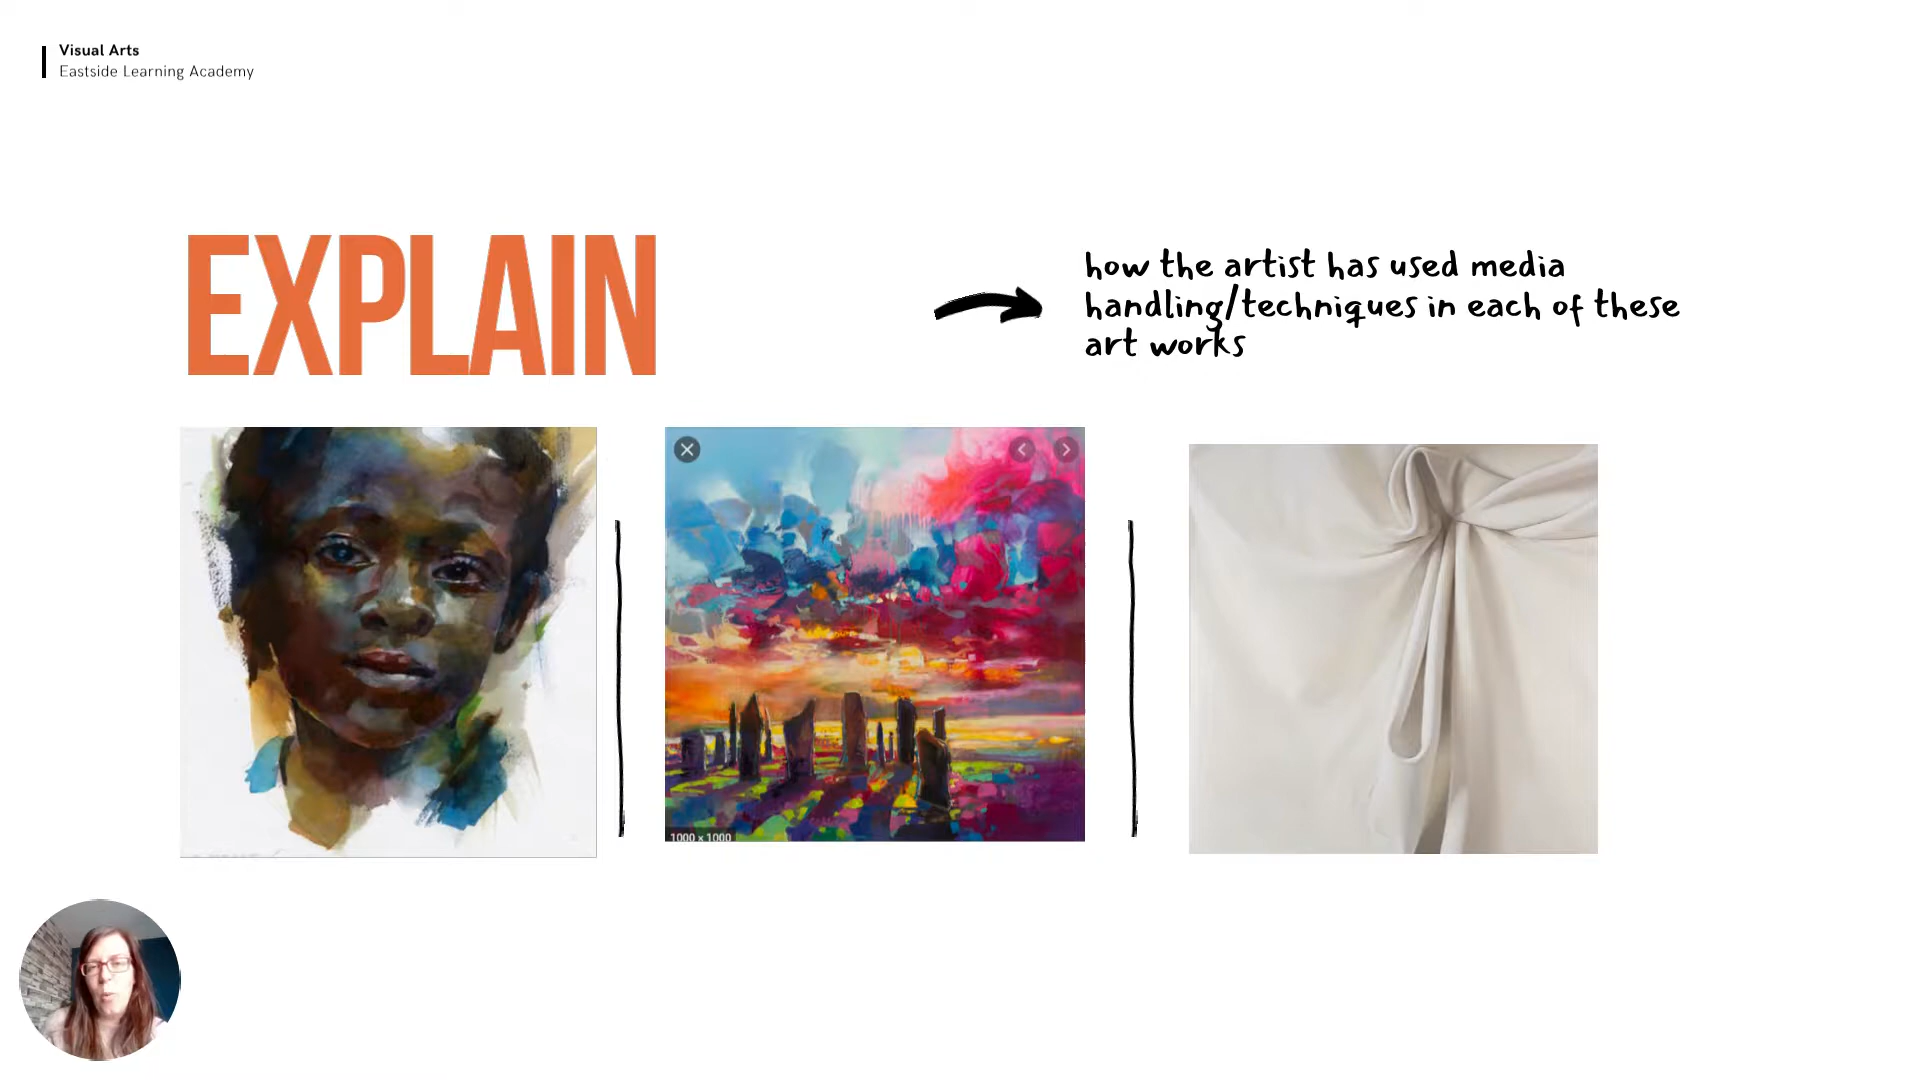 Visual Arts
Eastside Learning Academy
EXPLAIN
how the artist has used media
handling/techniques in each of these
art works
1000 x 1000